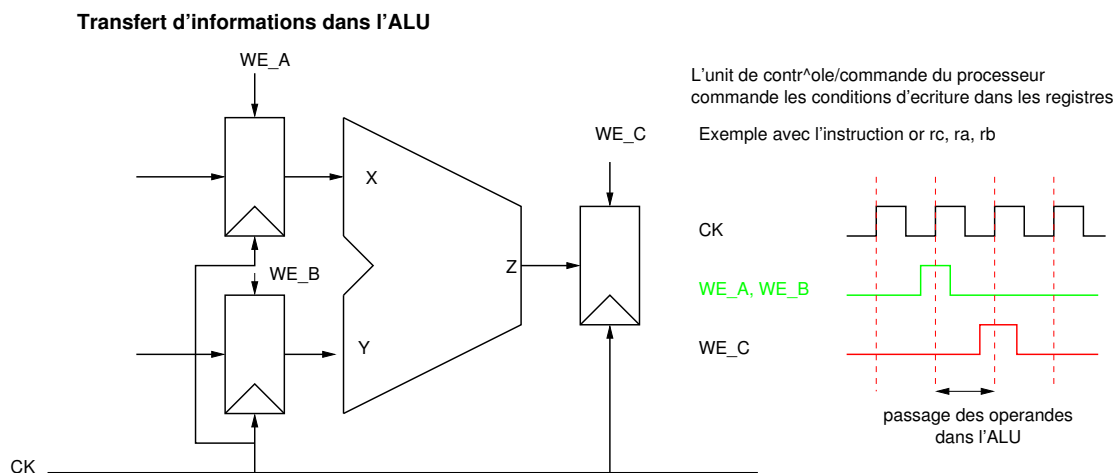 Transfert d'informations dans l'ALU
WE_A
L'unit de contr^ole/commande du processeur
commande les conditions d'ecriture dans les registres
WE_C
Exemple avec l'instruction or rc, ra, rb
X
CK
Z
WE_B
WE_A, WE_B
Y
WE_C
passage des operandes
dans l'ALU
CK